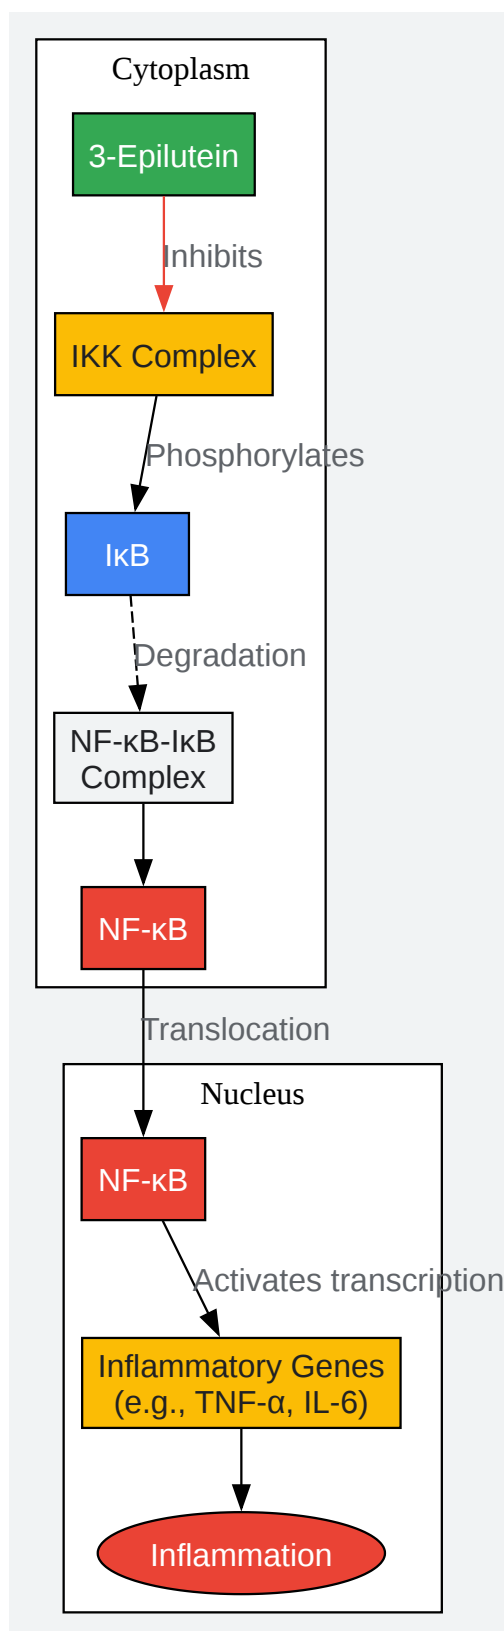 Cytoplasm
3-Epilutein
Inhibits
IKK Complex
Phosphorylates
IκB
Degradation
NF-κB-IκB
Complex
NF-κB
Translocation
Nucleus
NF-κB
Activates transcription
Inflammatory Genes
(e.g., TNF-α, IL-6)
Inflammation